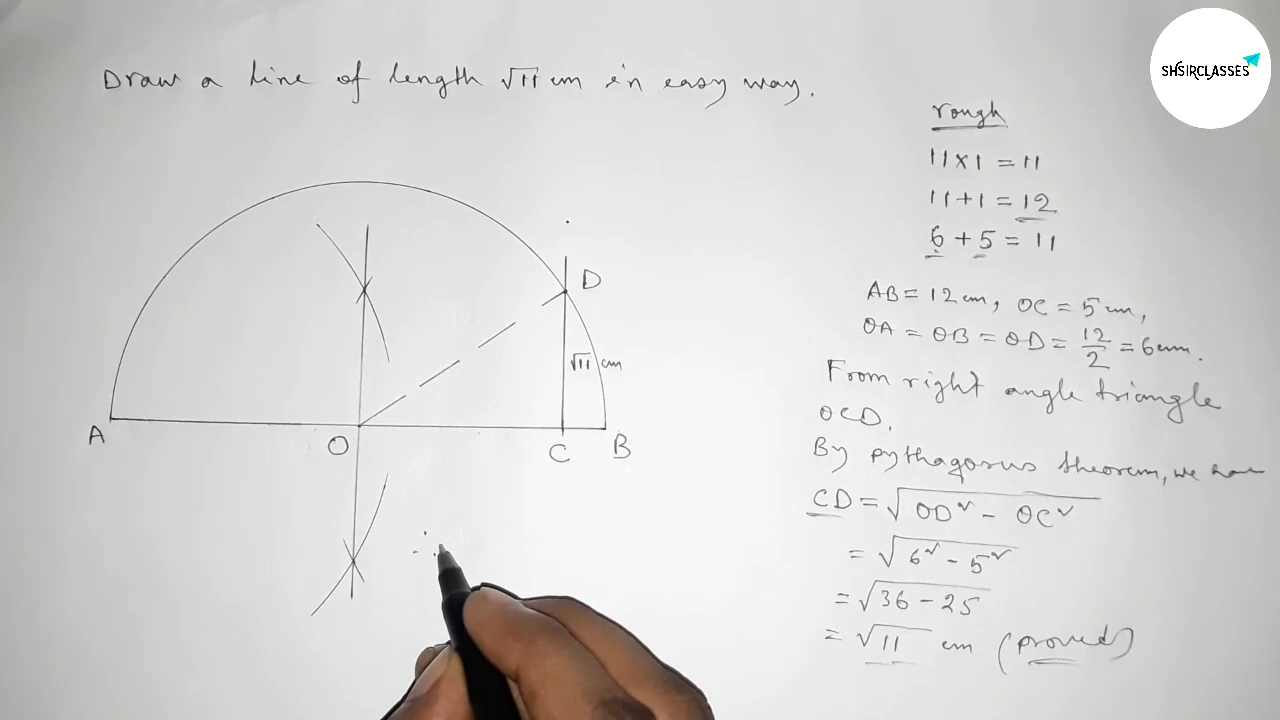 Draw a line of length √11 cm in easy way.
SHSIRCLASSES
rough
11×1 = 11
11+1 = 12
6 + 5 = 11
D
√11 cm
A
O
C
B
AB = 12 cm, OC = 5 cm,
OA = OB = OD = 12/2 = 6 cm.
From right angle triangle
OCD.
By pythagorus theorem, we have
CD = √OD² - OC²
= √6² - 5²
= √36 - 25
= √11 cm (proved)